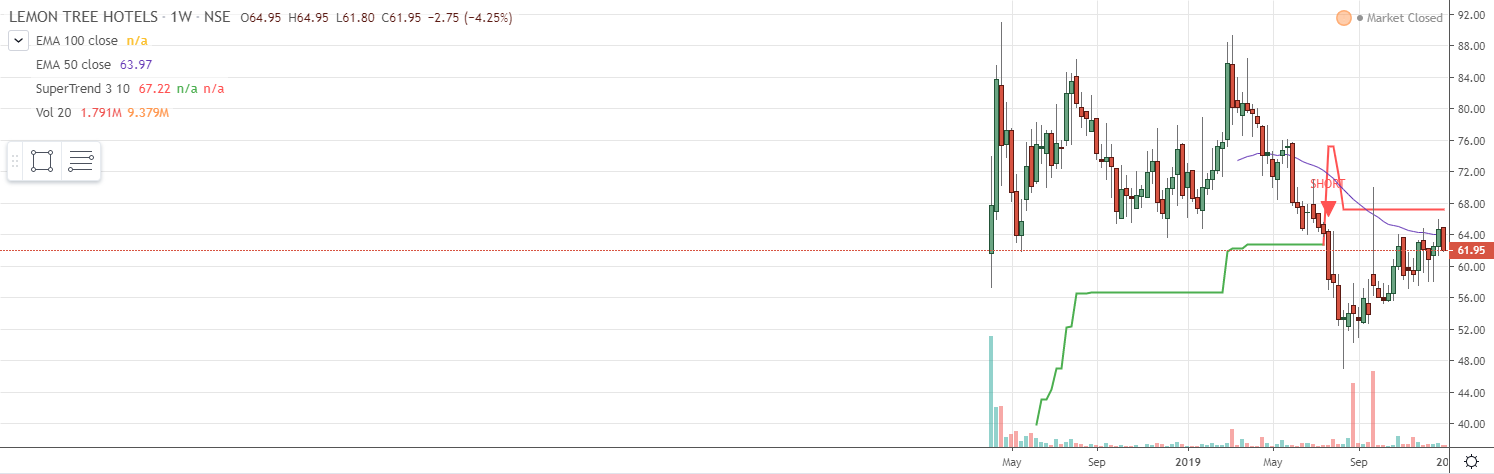 LEMON TREE HOTELS · 1W · NSE O64.95 H64.95 L61.80 C61.95 −2.75 (−4.25%)
Market Closed
EMA 100 close n/a
EMA 50 close 63.97
SuperTrend 3 10 67.22 n/a n/a
Vol 20 1.791M 9.379M
92.00
88.00
84.00
80.00
76.00
72.00
SHORT
68.00
64.00
61.95
60.00
56.00
52.00
48.00
44.00
40.00
May Sep 2019 May Sep 20